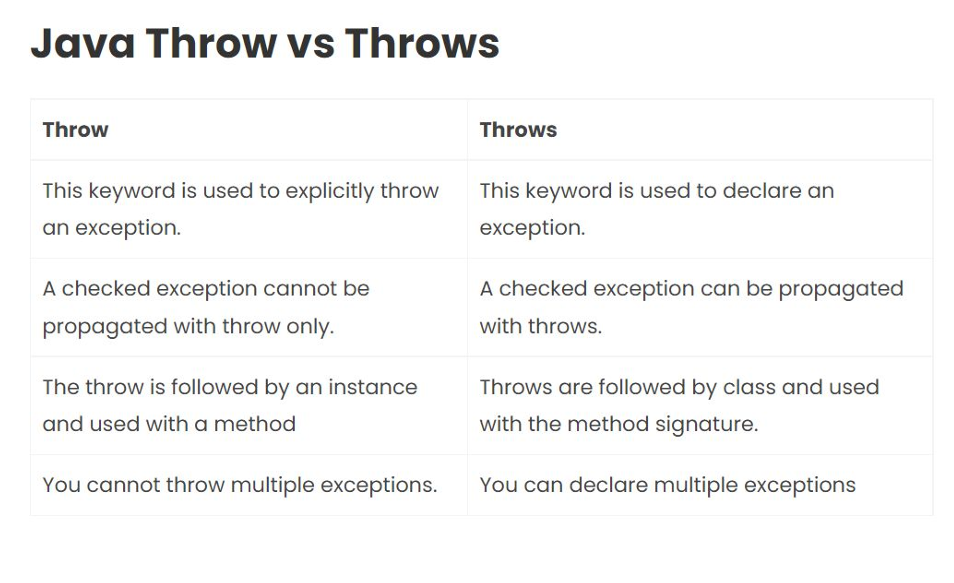 Java Throw vs Throws
Throw
Throws
This keyword is used to explicitly throw
an exception.
This keyword is used to declare an
exception.
A checked exception cannot be
propagated with throw only.
A checked exception can be propagated
with throws.
The throw is followed by an instance
and used with a method
Throws are followed by class and used
with the method signature.
You cannot throw multiple exceptions.
You can declare multiple exceptions